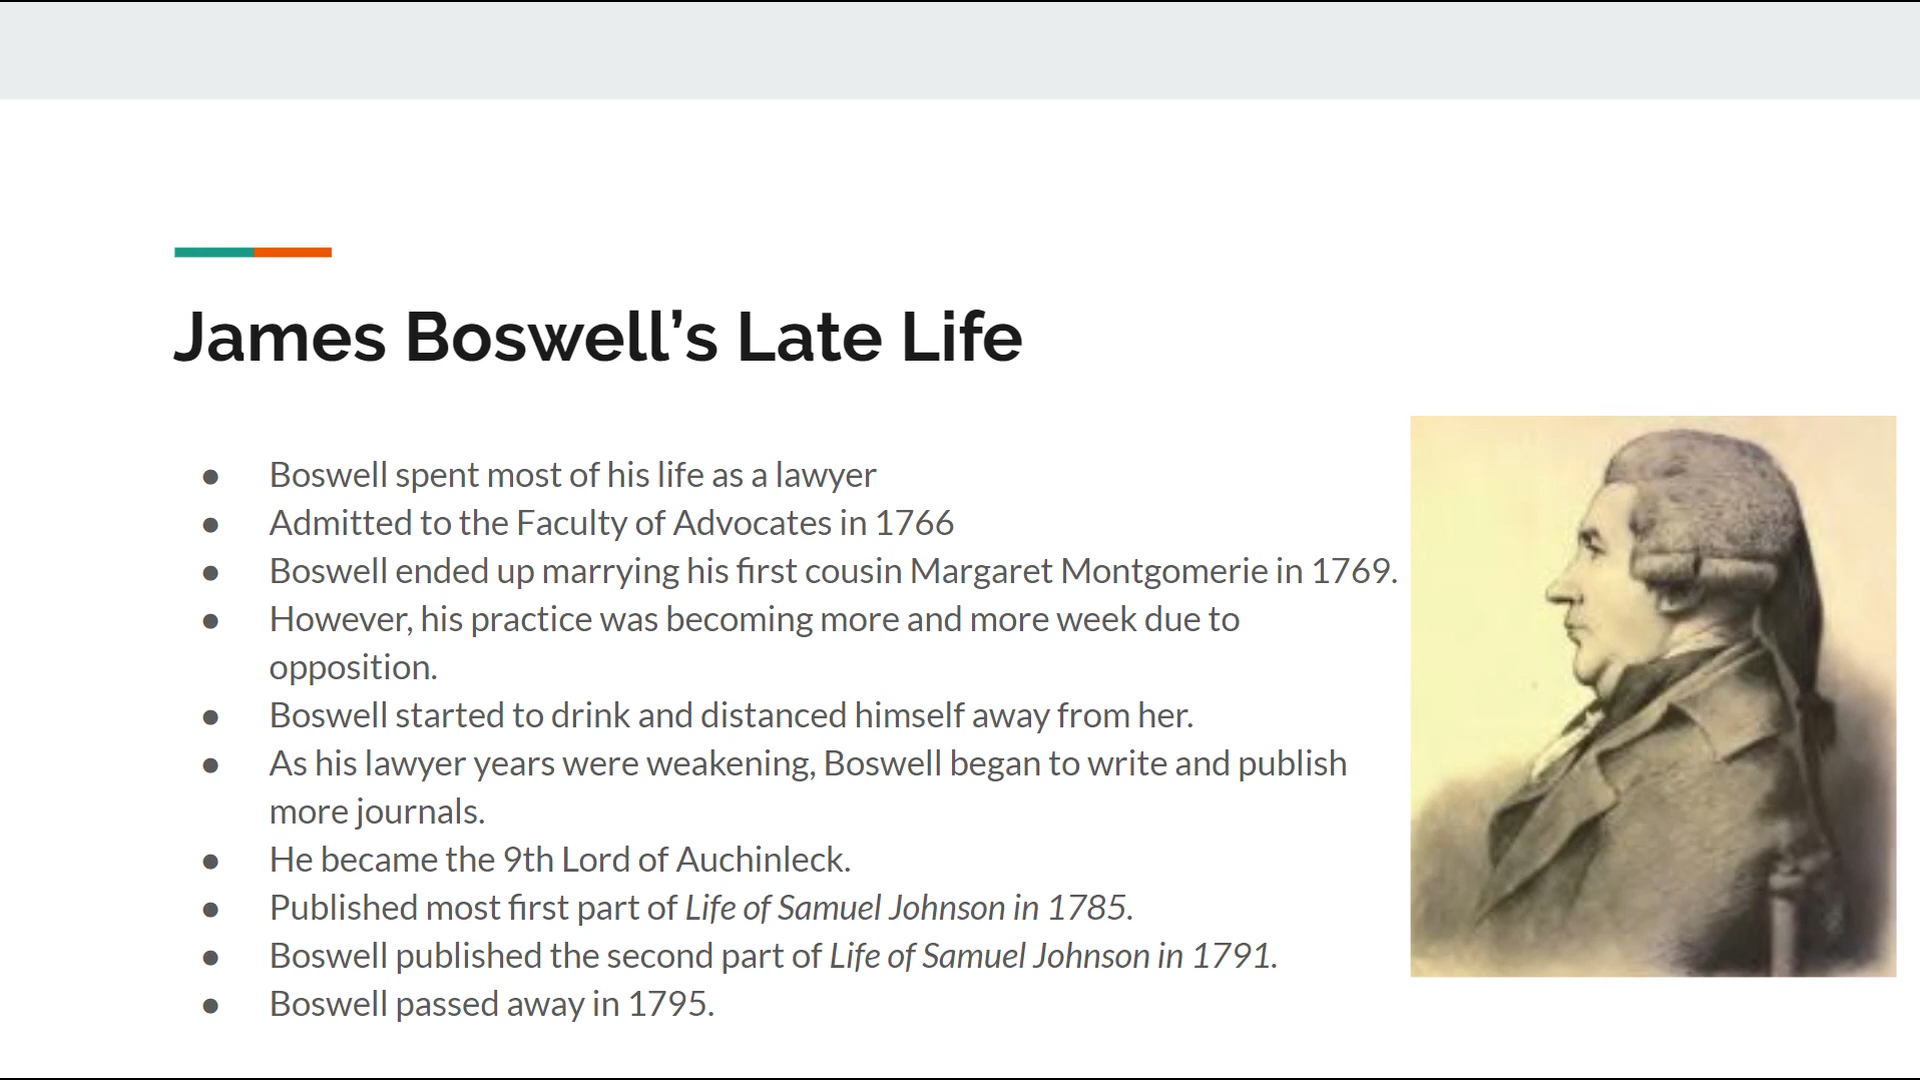 James Boswell’s Late Life
● Boswell spent most of his life as a lawyer
● Admitted to the Faculty of Advocates in 1766
● Boswell ended up marrying his first cousin Margaret Montgomerie in 1769.
● However, his practice was becoming more and more week due to
opposition.
● Boswell started to drink and distanced himself away from her.
● As his lawyer years were weakening, Boswell began to write and publish
more journals.
● He became the 9th Lord of Auchinleck.
● Published most first part of Life of Samuel Johnson in 1785.
● Boswell published the second part of Life of Samuel Johnson in 1791.
● Boswell passed away in 1795.